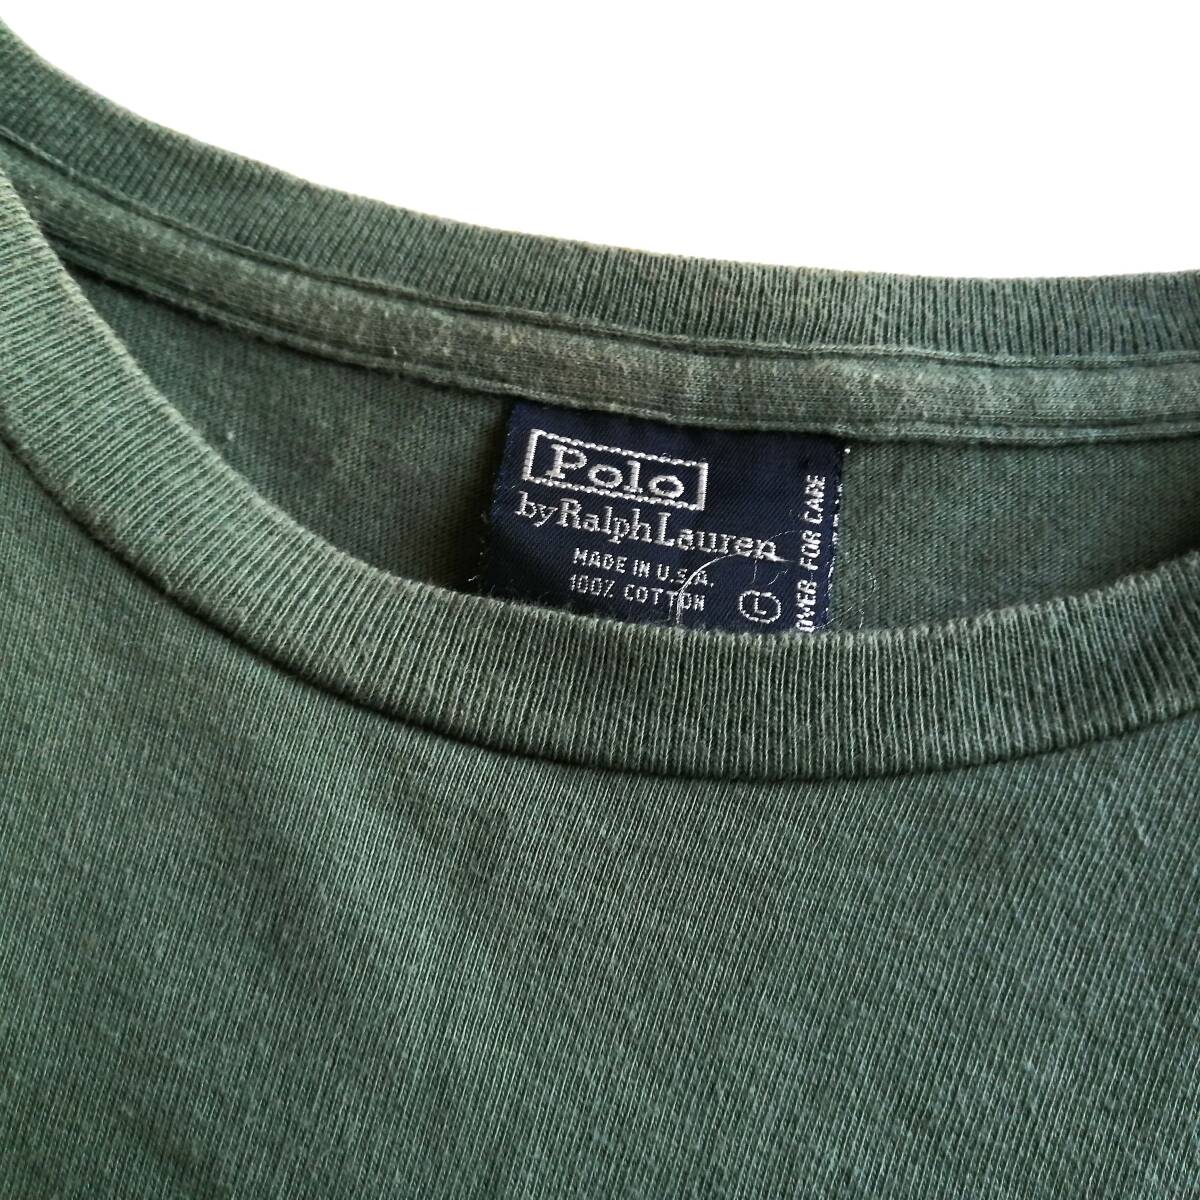 Polo
by Ralph Lauren
MADE IN U.S.A.
100% COTTON
L
OVER FOR CARE